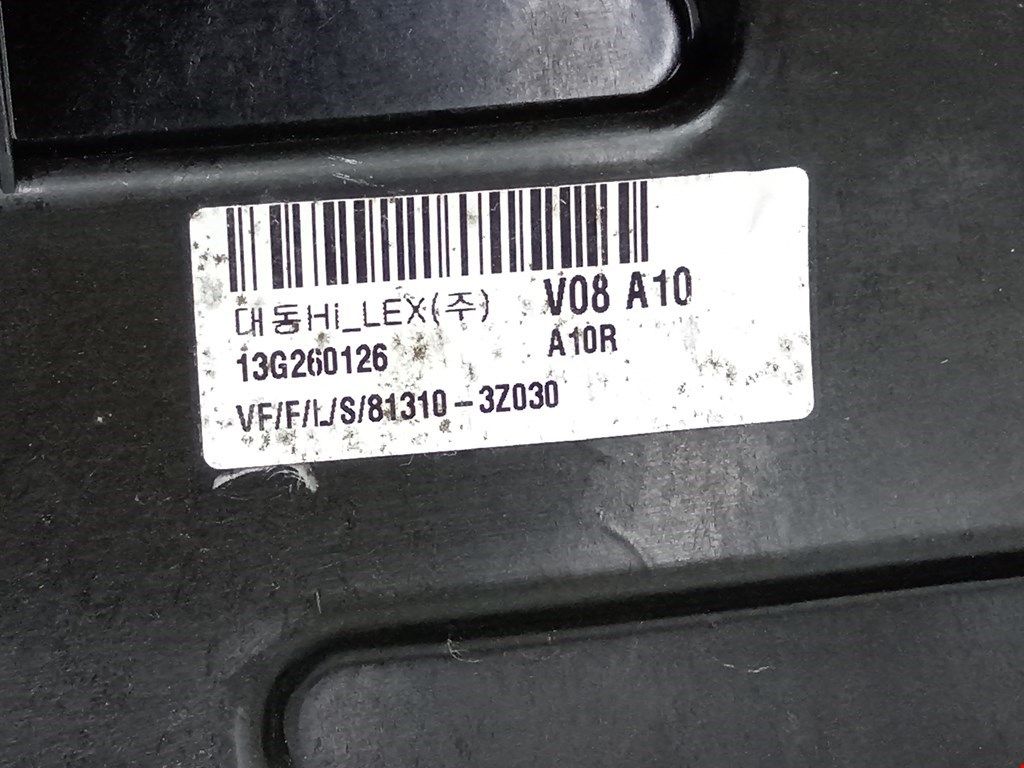 대동Hi_LEX(주) V08 A10
13G260126 A10R
VF/F/L/S/81310-3Z030